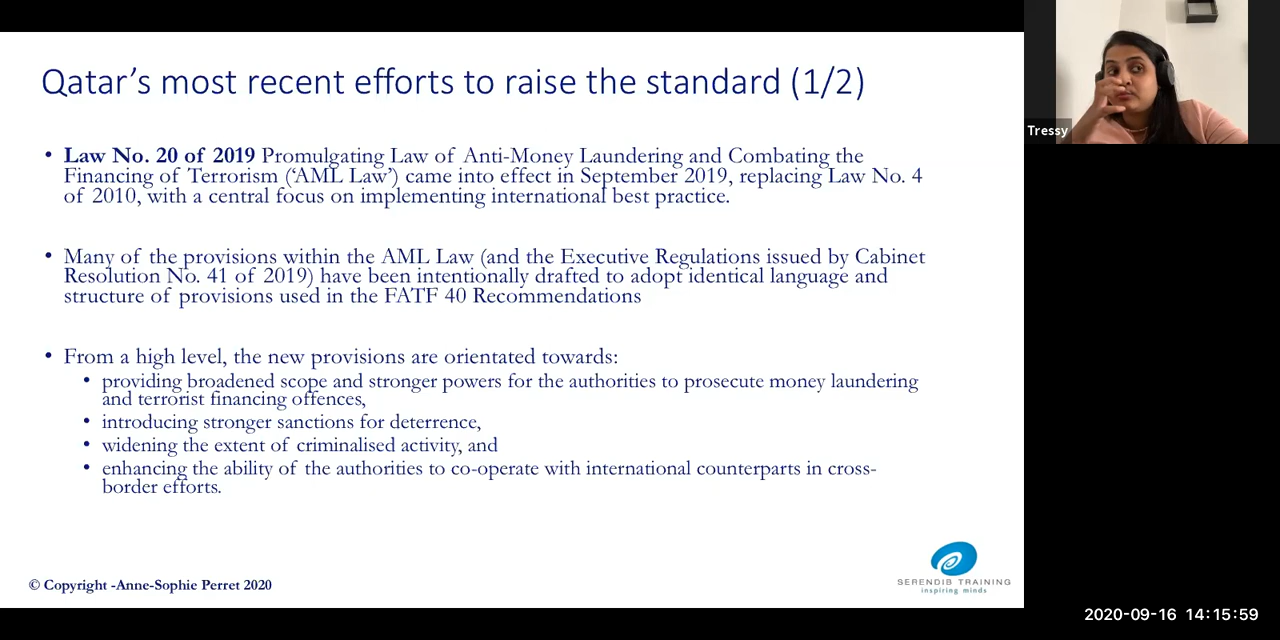 Qatar’s most recent efforts to raise the standard (1/2)
• Law No. 20 of 2019 Promulgating Law of Anti-Money Laundering and Combating the
Financing of Terrorism (‘AML Law’) came into effect in September 2019, replacing Law No. 4
of 2010, with a central focus on implementing international best practice.
• Many of the provisions within the AML Law (and the Executive Regulations issued by Cabinet
Resolution No. 41 of 2019) have been intentionally drafted to adopt identical language and
structure of provisions used in the FATF 40 Recommendations
• From a high level, the new provisions are orientated towards:
• providing broadened scope and stronger powers for the authorities to prosecute money laundering
and terrorist financing offences,
• introducing stronger sanctions for deterrence,
• widening the extent of criminalised activity, and
• enhancing the ability of the authorities to co-operate with international counterparts in cross-
border efforts.
© Copyright -Anne-Sophie Perret 2020
SERENDIB TRAINING
inspiring minds
Tressy
2020-09-16 14:15:59